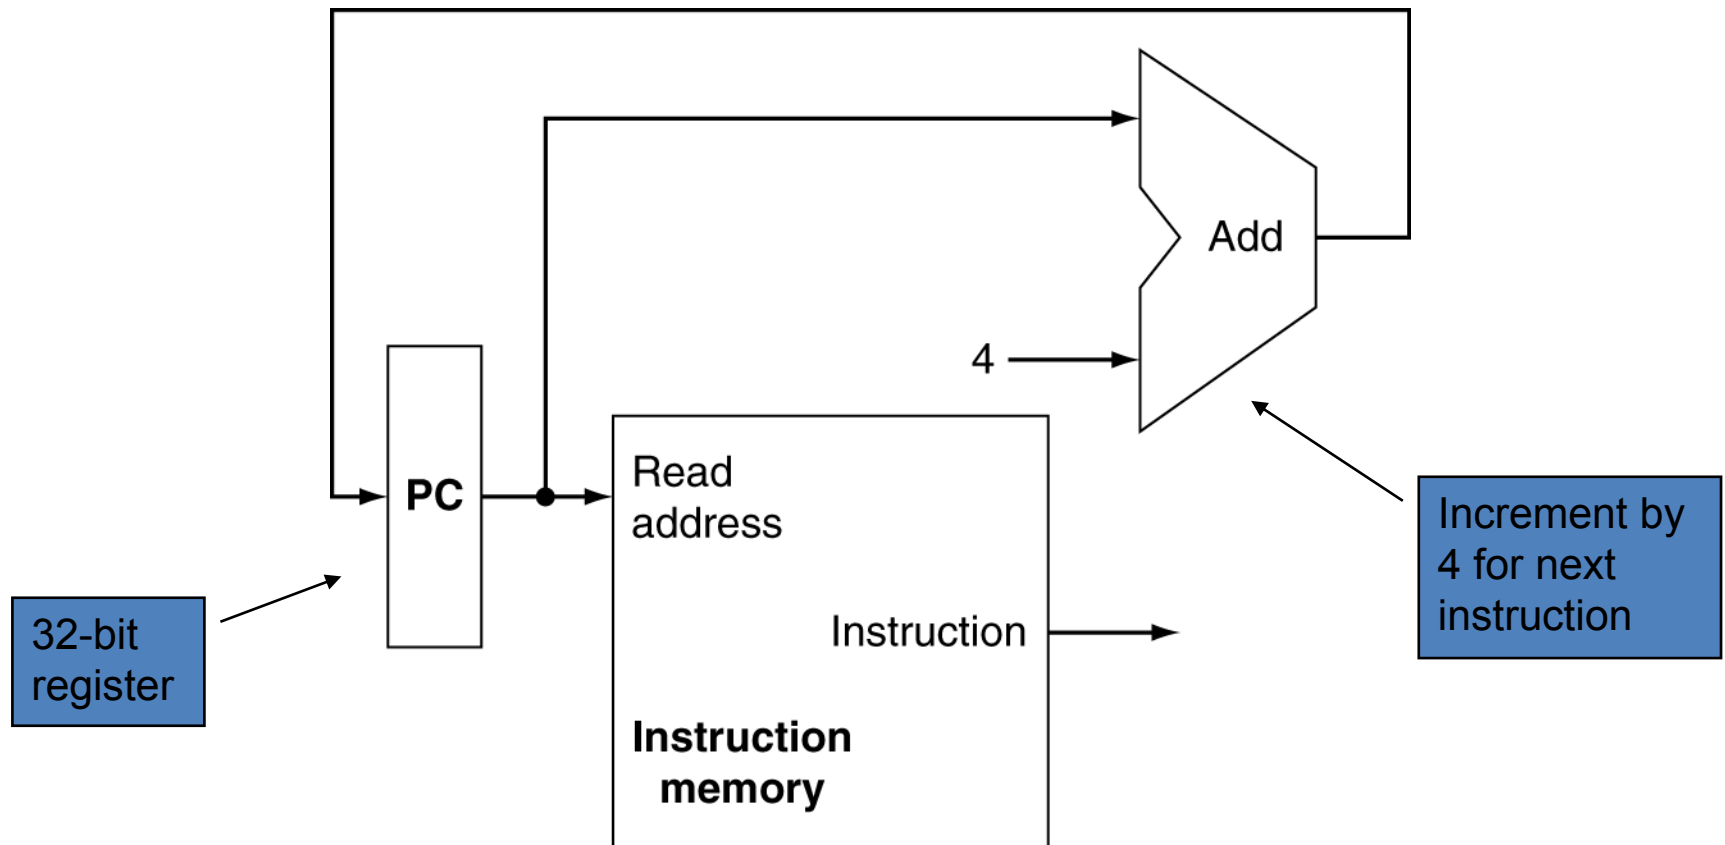 Add
4
PC
Read
address
Increment by
4 for next
instruction
32-bit
register
Instruction
Instruction
memory